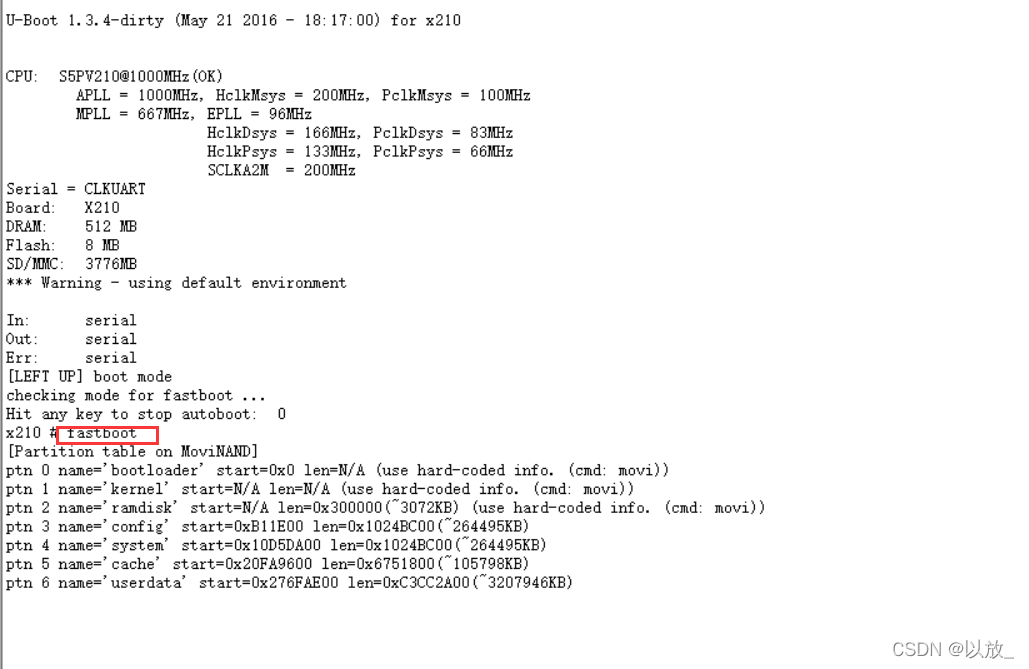 U-Boot 1.3.4-dirty (May 21 2016 - 18:17:00) for x210
CPU:  S5PV210@1000MHz(OK)
APLL = 1000MHz, HclkMsys = 200MHz, PclkMsys = 100MHz
MPLL = 667MHz, EPLL = 96MHz
HclkDsys = 166MHz, PclkDsys = 83MHz
HclkPsys = 133MHz, PclkPsys = 66MHz
SCLKA2M  = 200MHz
Serial = CLKUART
Board:   X210
DRAM:    512 MB
Flash:   8 MB
SD/MMC:  3776MB
*** Warning - using default environment
In:      serial
Out:     serial
Err:     serial
[LEFT UP] boot mode
checking mode for fastboot ...
Hit any key to stop autoboot:  0
x210 # fastboot
[Partition table on MoviNAND]
ptn 0 name='bootloader' start=0x0 len=N/A (use hard-coded info. (cmd: movi))
ptn 1 name='kernel' start=N/A len=N/A (use hard-coded info. (cmd: movi))
ptn 2 name='ramdisk' start=N/A len=0x300000(~3072KB) (use hard-coded info. (cmd: movi))
ptn 3 name='config' start=0xB11E00 len=0x1024BC00(~264495KB)
ptn 4 name='system' start=0x10D5DA00 len=0x1024BC00(~264495KB)
ptn 5 name='cache' start=0x20FA9600 len=0x6751800(~105798KB)
ptn 6 name='userdata' start=0x276FAE00 len=0xC3CC2A00(~3207946KB)
CSDN @以放_